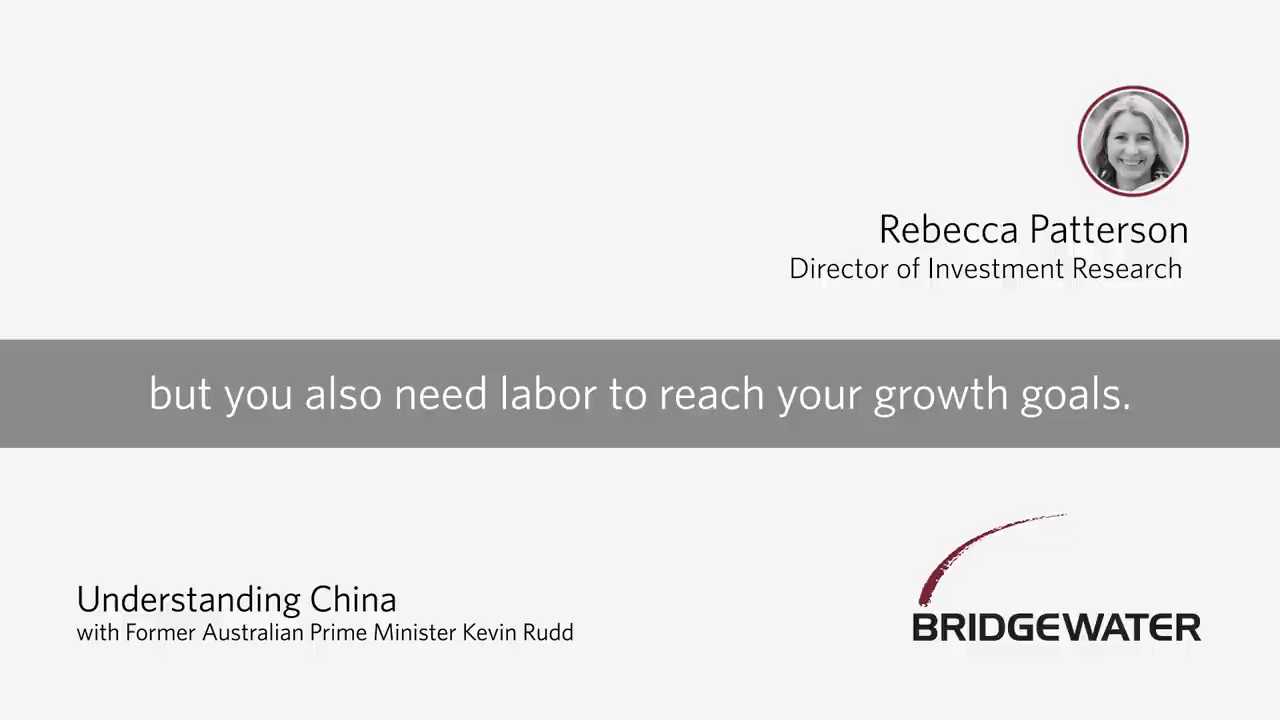 Rebecca Patterson
Director of Investment Research
but you also need labor to reach your growth goals.
Understanding China
with Former Australian Prime Minister Kevin Rudd
BRIDGEWATER